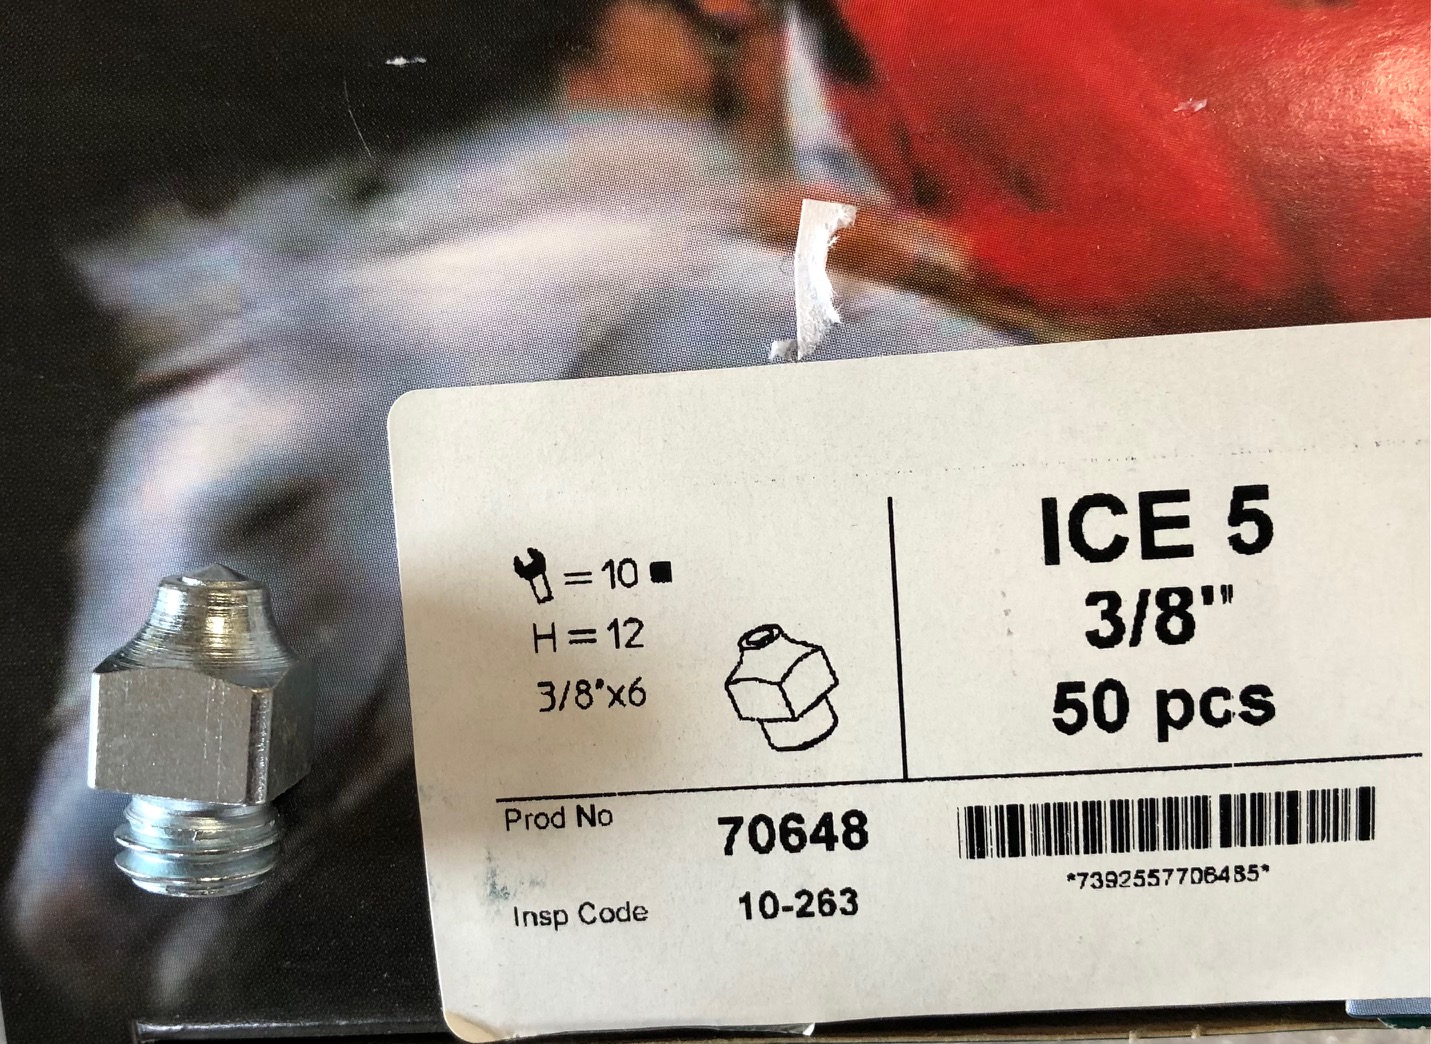 = 10
H = 12
3/8"x6
ICE 5
3/8"'
50 pcs
Prod No 70648
Insp Code 10-263
*7392557706485*